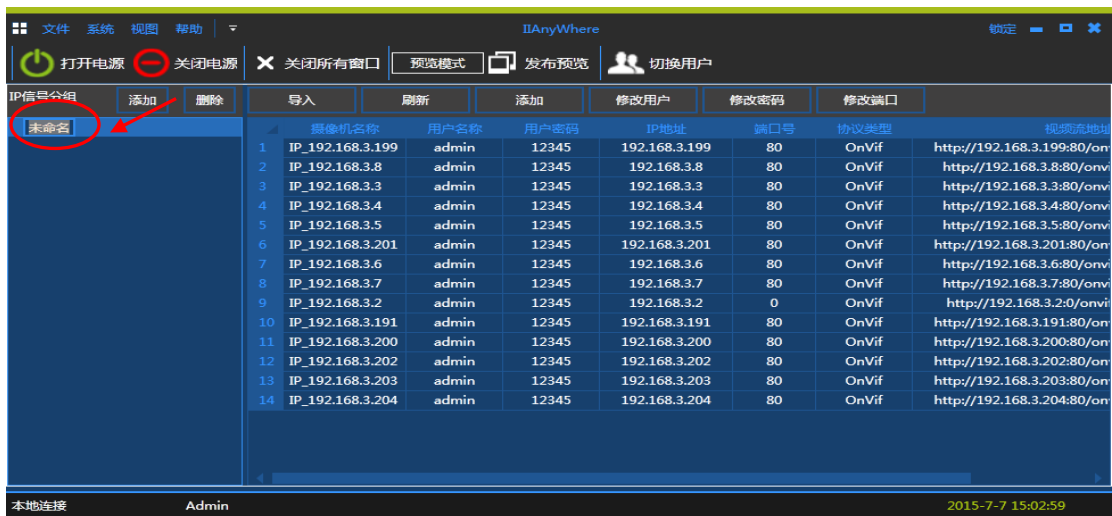 文件 系统 视图 帮助 IIAnyWhere 锁定
打开电源 关闭电源 关闭所有窗口 预览模式 发布预览 切换用户
IP信号分组 添加 删除 导入 刷新 添加 修改用户 修改密码 修改端口
未命名
摄像机名称 用户名称 用户密码 IP地址 端口号 协议类型 视频流地址
1 IP_192.168.3.199 admin 12345 192.168.3.199 80 OnVif http://192.168.3.199:80/on
2 IP_192.168.3.8 admin 12345 192.168.3.8 80 OnVif http://192.168.3.8:80/onvi
3 IP_192.168.3.3 admin 12345 192.168.3.3 80 OnVif http://192.168.3.3:80/onvi
4 IP_192.168.3.4 admin 12345 192.168.3.4 80 OnVif http://192.168.3.4:80/onvi
5 IP_192.168.3.5 admin 12345 192.168.3.5 80 OnVif http://192.168.3.5:80/onvi
6 IP_192.168.3.201 admin 12345 192.168.3.201 80 OnVif http://192.168.3.201:80/on
7 IP_192.168.3.6 admin 12345 192.168.3.6 80 OnVif http://192.168.3.6:80/onvi
8 IP_192.168.3.7 admin 12345 192.168.3.7 80 OnVif http://192.168.3.7:80/onvi
9 IP_192.168.3.2 admin 12345 192.168.3.2 0 OnVif http://192.168.3.2:0/onvif
10 IP_192.168.3.191 admin 12345 192.168.3.191 80 OnVif http://192.168.3.191:80/on
11 IP_192.168.3.200 admin 12345 192.168.3.200 80 OnVif http://192.168.3.200:80/on
12 IP_192.168.3.202 admin 12345 192.168.3.202 80 OnVif http://192.168.3.202:80/on
13 IP_192.168.3.203 admin 12345 192.168.3.203 80 OnVif http://192.168.3.203:80/on
14 IP_192.168.3.204 admin 12345 192.168.3.204 80 OnVif http://192.168.3.204:80/on
本地连接 Admin 2015-7-7 15:02:59